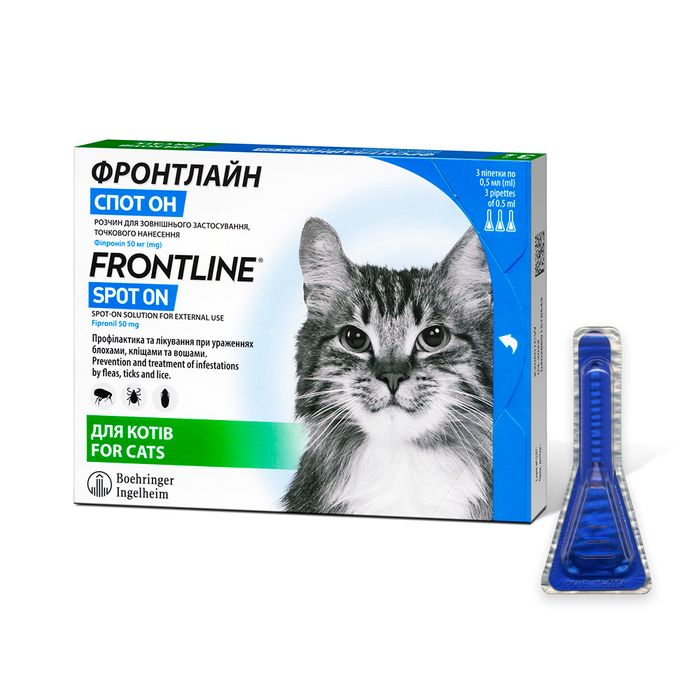 ФРОНТЛАЙН
СПОТ ОН
РОЗЧИН ДЛЯ ЗОВНІШНЬОГО ЗАСТОСУВАННЯ,
ТОЧКОВОГО НАНЕСЕННЯ
Фіпроніл 50 мг (mg)
FRONTLINE®
SPOT ON
SPOT-ON SOLUTION FOR EXTERNAL USE
Fipronil 50 mg
Профілактика та лікування при ураженнях
блохами, кліщами та вошами.
Prevention and treatment of infestations
by fleas, ticks and lice.
ДЛЯ КОТІВ
FOR CATS
Boehringer
Ingelheim
3 піпетки по
0,5 мл (ml)
3 pipettes
of 0.5 ml